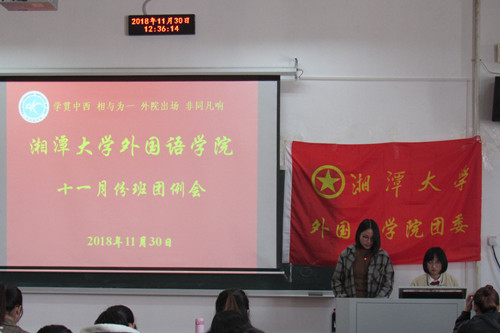 2018年11月30日
12:36:14
学贯中西 相与为一 外院出场 非同凡响
湘潭大学外国语学院
十一月份班团例会
2018年11月30日
湘潭大学
外国语学院团委